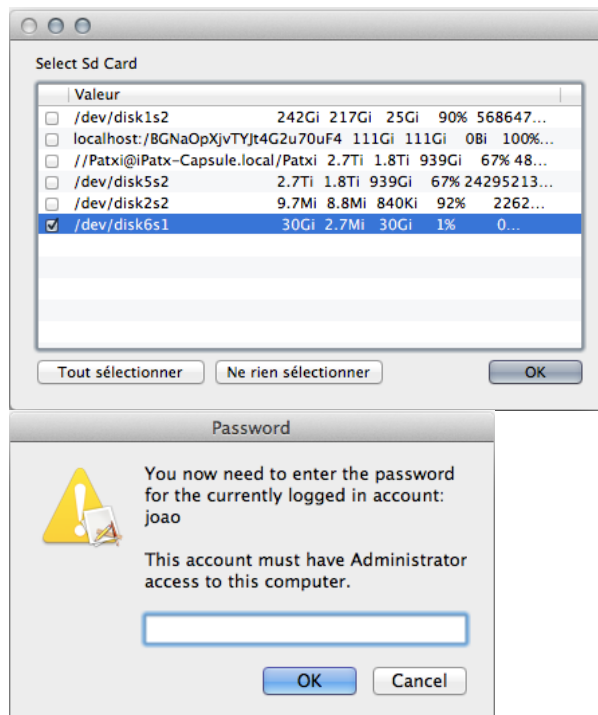 Select Sd Card
Valeur
/dev/disk1s2 242Gi 217Gi 25Gi 90% 568647...
localhost:/BGNaOpXjvTYJt4G2u70uF4 111Gi 111Gi 0Bi 100%...
//Patxi@iPatx-Capsule.local/Patxi 2.7Ti 1.8Ti 939Gi 67% 48...
/dev/disk5s2 2.7Ti 1.8Ti 939Gi 67% 24295213...
/dev/disk2s2 9.7Mi 8.8Mi 840Ki 92% 2262...
/dev/disk6s1 30Gi 2.7Mi 30Gi 1% 0...
Tout sélectionner Ne rien sélectionner OK
Password
You now need to enter the password
for the currently logged in account:
joao
This account must have Administrator
access to this computer.
OK Cancel